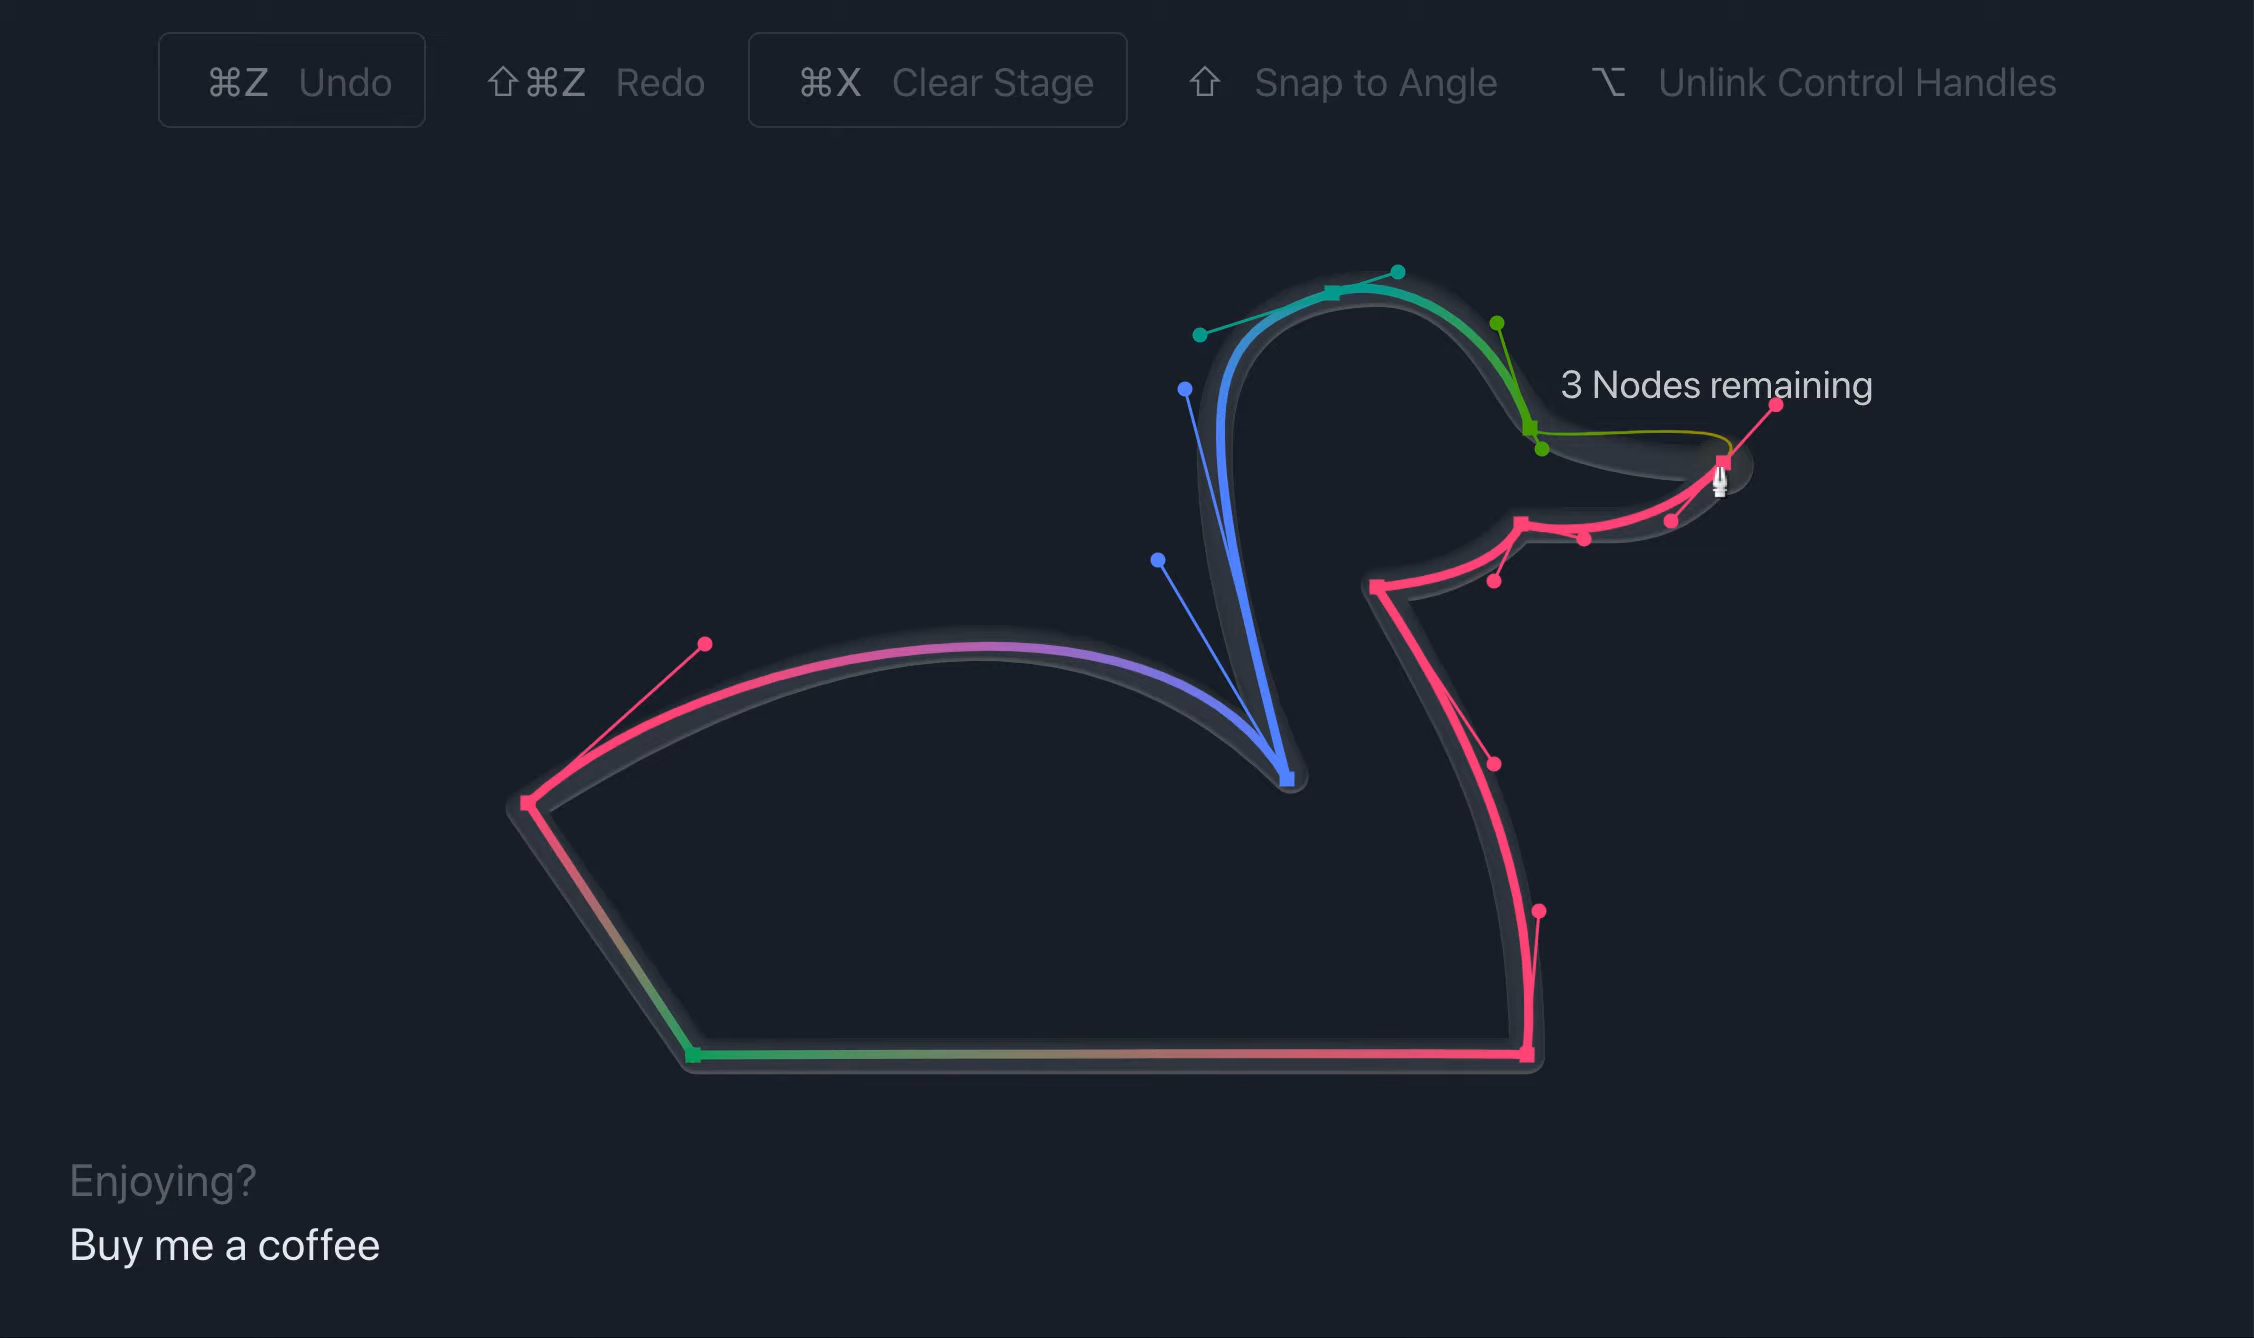 ⌘Z Undo ⇧⌘Z Redo ⌘X Clear Stage ⇧ Snap to Angle ⌥ Unlink Control Handles
3 Nodes remaining
Enjoying?
Buy me a coffee